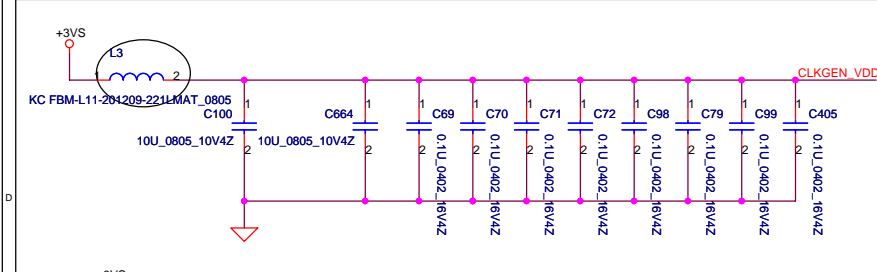 +3VS
L3
1 2
CLKGEN_VDD
KC FBM-L11-201209-221LMAT_0805
1 1 1 1 1 1 1 1 1 1
C100 C664 C69 C70 C71 C72 C98 C79 C99 C405
10U_0805_10V4Z 10U_0805_10V4Z
2 2 2 2 2 2 2 2 2 2
0.1U_0402_16V4Z
0.1U_0402_16V4Z
0.1U_0402_16V4Z
0.1U_0402_16V4Z
0.1U_0402_16V4Z
0.1U_0402_16V4Z
0.1U_0402_16V4Z
0.1U_0402_16V4Z
D